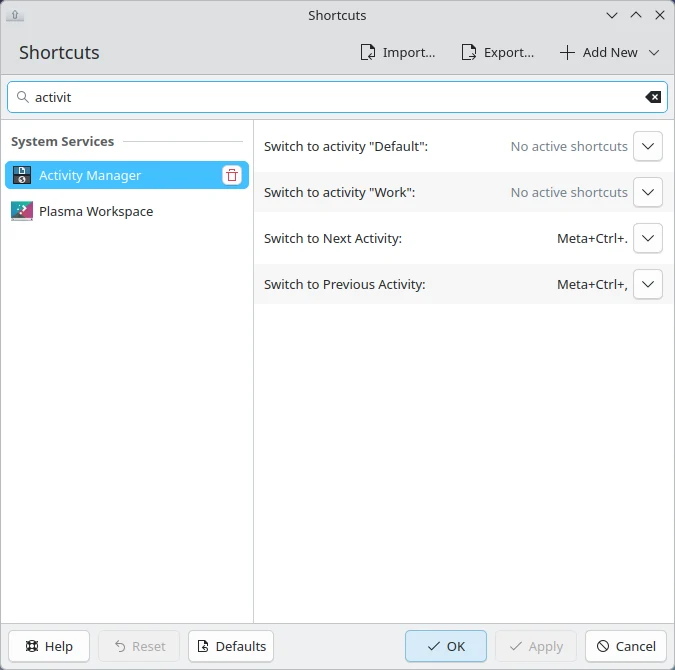 Shortcuts
Shortcuts Import... Export... Add New
activit
System Services
Activity Manager
Plasma Workspace
Switch to activity "Default": No active shortcuts
Switch to activity "Work": No active shortcuts
Switch to Next Activity: Meta+Ctrl+.
Switch to Previous Activity: Meta+Ctrl+,
Help Reset Defaults OK Apply Cancel